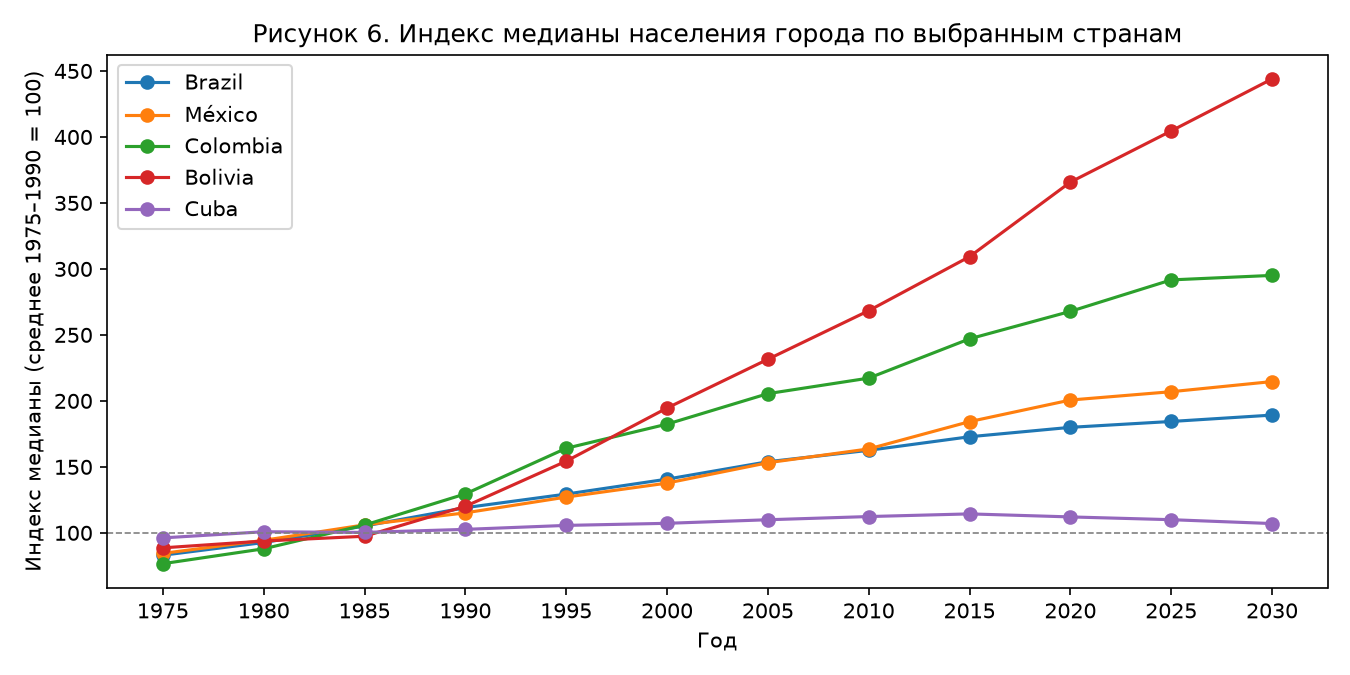 Рисунок 6. Индекс медианы населения города по выбранным странам
Индекс медианы (среднее 1975–1990 = 100)
450
400
350
300
250
200
150
100
Brazil
México
Colombia
Bolivia
Cuba
1975 1980 1985 1990 1995 2000 2005 2010 2015 2020 2025 2030
Год